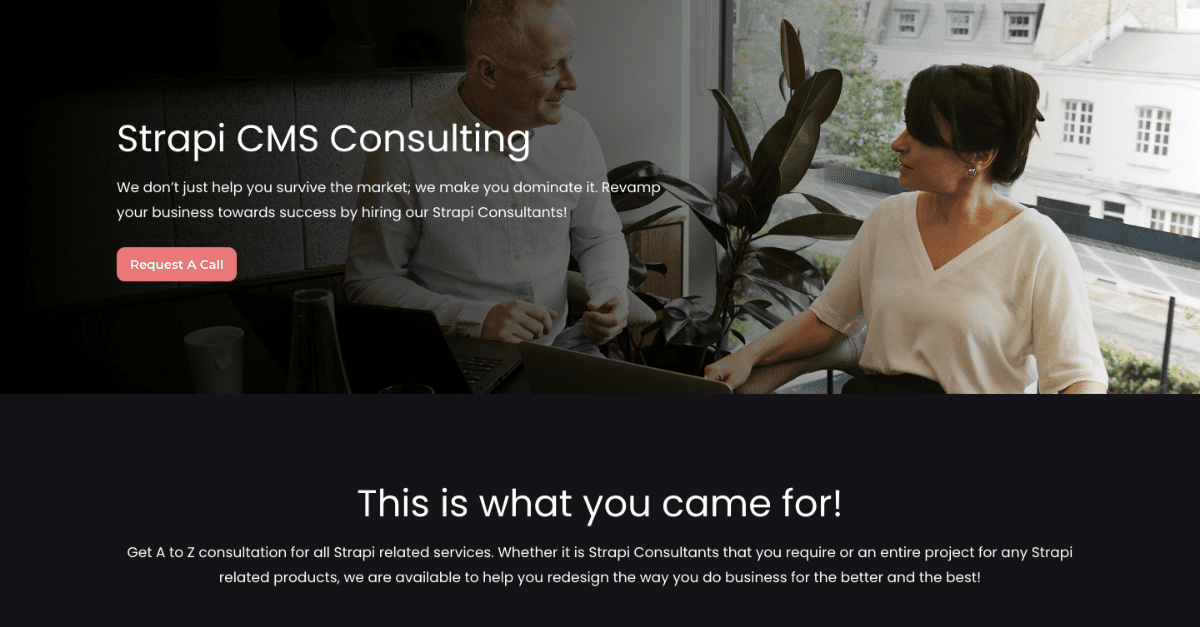 Strapi CMS Consulting
We don’t just help you survive the market; we make you dominate it. Revamp
your business towards success by hiring our Strapi Consultants!
Request A Call
This is what you came for!
Get A to Z consultation for all Strapi related services. Whether it is Strapi Consultants that you require or an entire project for any Strapi
related products, we are available to help you redesign the way you do business for the better and the best!